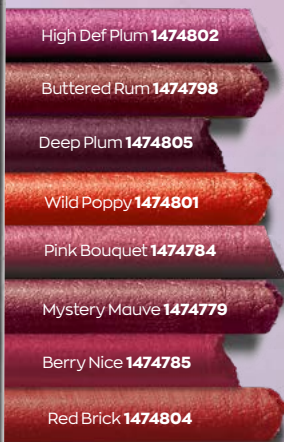 High Def Plum 1474802
Buttered Rum 1474798
Deep Plum 1474805
Wild Poppy 1474801
Pink Bouquet 1474784
Mystery Mauve 1474779
Berry Nice 1474785
Red Brick 1474804